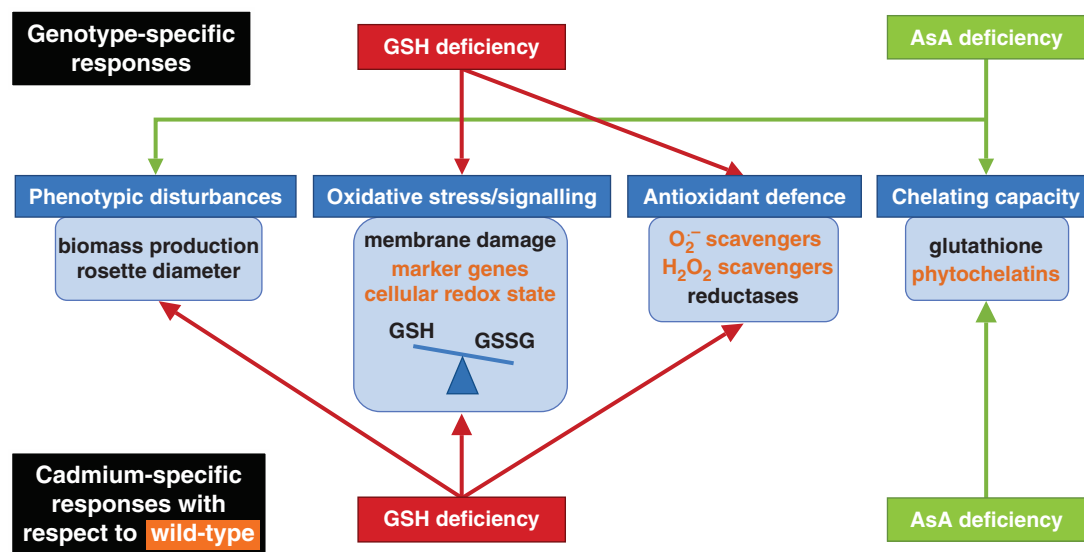 Genotype-specific
responses
GSH deficiency
AsA deficiency
Phenotypic disturbances
biomass production
rosette diameter
Oxidative stress/signalling
membrane damage
marker genes
cellular redox state
GSH
GSSG
Antioxidant defence
O₂·⁻ scavengers
H₂O₂ scavengers
reductases
Chelating capacity
glutathione
phytochelatins
Cadmium-specific
responses with
respect to wild-type
GSH deficiency
AsA deficiency